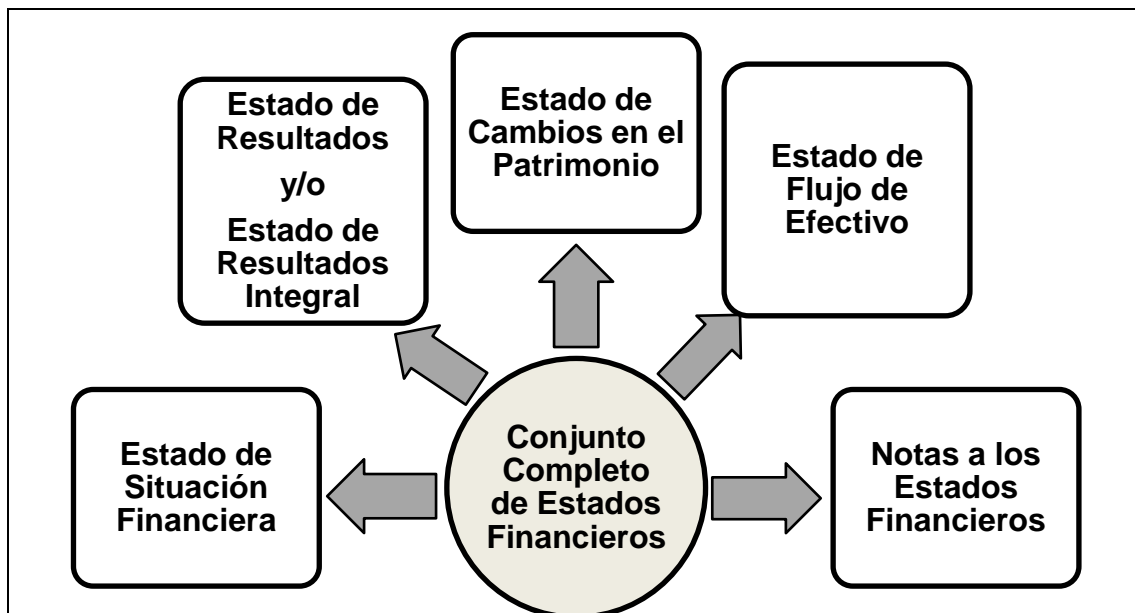 Estado de
Resultados
y/o
Estado de
Resultados
Integral
Estado de
Cambios en el
Patrimonio
Estado de
Flujo de
Efectivo
Estado de
Situación
Financiera
Conjunto
Completo
de Estados
Financieros
Notas a los
Estados
Financieros